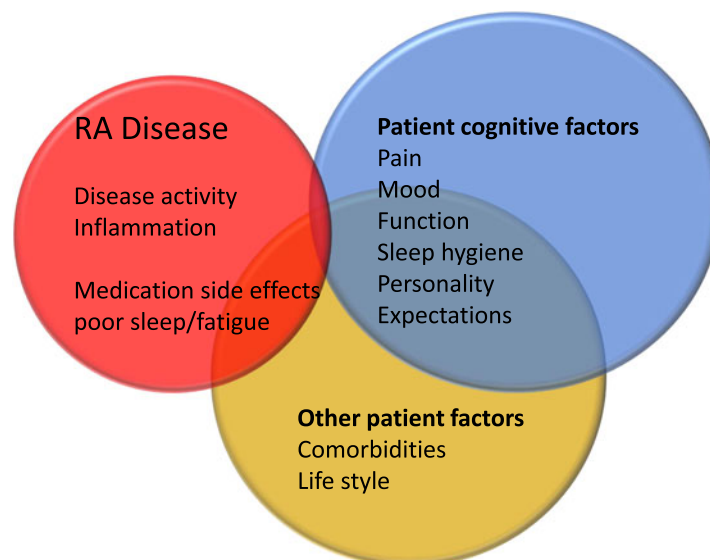 RA Disease
Disease activity
Inflammation
Medication side effects
poor sleep/fatigue
Patient cognitive factors
Pain
Mood
Function
Sleep hygiene
Personality
Expectations
Other patient factors
Comorbidities
Life style